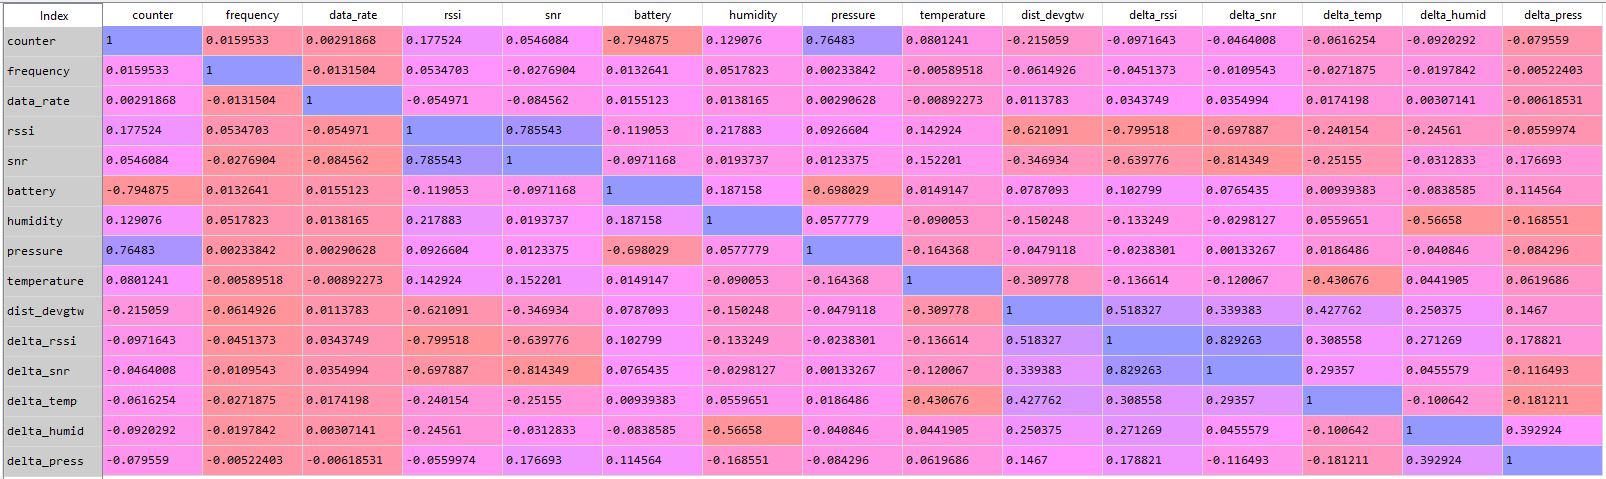 Index counter frequency data_rate rssi snr battery humidity pressure temperature dist_devgtw delta_rssi delta_snr delta_temp delta_humid delta_press
counter 1 0.0159533 0.00291868 0.177524 0.0546084 -0.794875 0.129076 0.76483 0.0801241 -0.215059 -0.0971643 -0.0464008 -0.0616254 -0.0920292 -0.079559
frequency 0.0159533 1 -0.0131504 0.0534703 -0.0276904 0.0132641 0.0517823 0.00233842 -0.00589518 -0.0614926 -0.0451373 -0.0109543 -0.0271875 -0.0197842 -0.00522403
data_rate 0.00291868 -0.0131504 1 -0.054971 -0.084562 0.0155123 0.0138165 0.00290628 -0.00892273 0.0113783 0.0343749 0.0354994 0.0174198 0.00307141 -0.00618531
rssi 0.177524 0.0534703 -0.054971 1 0.785543 -0.119053 0.217883 0.0926604 0.142924 -0.621091 -0.799518 -0.697887 -0.240154 -0.24561 -0.0559974
snr 0.0546084 -0.0276904 -0.084562 0.785543 1 -0.0971168 0.0193737 0.0123375 0.152201 -0.346934 -0.639776 -0.814349 -0.25155 -0.0312833 0.176693
battery -0.794875 0.0132641 0.0155123 -0.119053 -0.0971168 1 0.187158 -0.698029 0.0149147 0.0787093 0.102799 0.0765435 0.00939383 -0.0838585 0.114564
humidity 0.129076 0.0517823 0.0138165 0.217883 0.0193737 0.187158 1 0.0577779 -0.090053 -0.150248 -0.133249 -0.0298127 0.0559651 -0.56658 -0.168551
pressure 0.76483 0.00233842 0.00290628 0.0926604 0.0123375 -0.698029 0.0577779 1 -0.164368 -0.0479118 -0.0238301 0.00133267 0.0186486 -0.040846 -0.084296
temperature 0.0801241 -0.00589518 -0.00892273 0.142924 0.152201 0.0149147 -0.090053 -0.164368 1 -0.309778 -0.136614 -0.120067 -0.430676 0.0441905 0.0619686
dist_devgtw -0.215059 -0.0614926 0.0113783 -0.621091 -0.346934 0.0787093 -0.150248 -0.0479118 -0.309778 1 0.518327 0.339383 0.427762 0.250375 0.1467
delta_rssi -0.0971643 -0.0451373 0.0343749 -0.799518 -0.639776 0.102799 -0.133249 -0.0238301 -0.136614 0.518327 1 0.829263 0.308558 0.271269 0.178821
delta_snr -0.0464008 -0.0109543 0.0354994 -0.697887 -0.814349 0.0765435 -0.0298127 0.00133267 -0.120067 0.339383 0.829263 1 0.29357 0.0455579 -0.116493
delta_temp -0.0616254 -0.0271875 0.0174198 -0.240154 -0.25155 0.00939383 0.0559651 0.0186486 -0.430676 0.427762 0.308558 0.29357 1 -0.100642 -0.181211
delta_humid -0.0920292 -0.0197842 0.00307141 -0.24561 -0.0312833 -0.0838585 -0.56658 -0.040846 0.0441905 0.250375 0.271269 0.0455579 -0.100642 1 0.392924
delta_press -0.079559 -0.00522403 -0.00618531 -0.0559974 0.176693 0.114564 -0.168551 -0.084296 0.0619686 0.1467 0.178821 -0.116493 -0.181211 0.392924 1